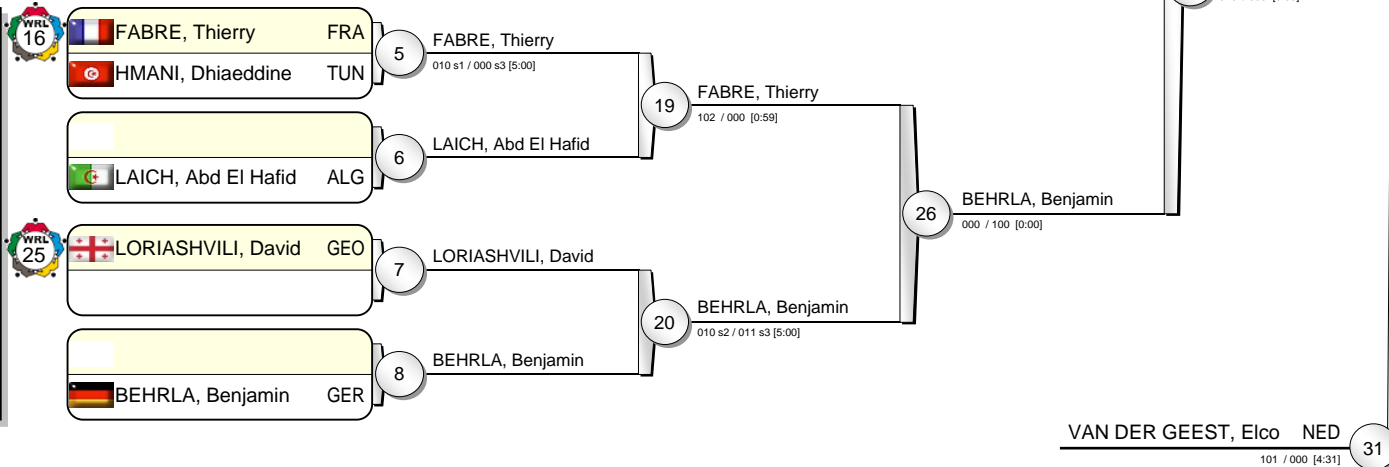 WRL
16
FABRE, Thierry FRA
HMANI, Dhiaeddine TUN
5
FABRE, Thierry
010 s1 / 000 s3 [5:00]
19
FABRE, Thierry
102 / 000 [0:59]
LAICH, Abd El Hafid ALG
6
LAICH, Abd El Hafid
26
BEHRLA, Benjamin
000 / 100 [0:00]
WRL
25
LORIASHVILI, David GEO
7
LORIASHVILI, David
20
BEHRLA, Benjamin
010 s2 / 011 s3 [5:00]
BEHRLA, Benjamin GER
8
BEHRLA, Benjamin
VAN DER GEEST, Elco NED
101 / 000 [4:31]
31